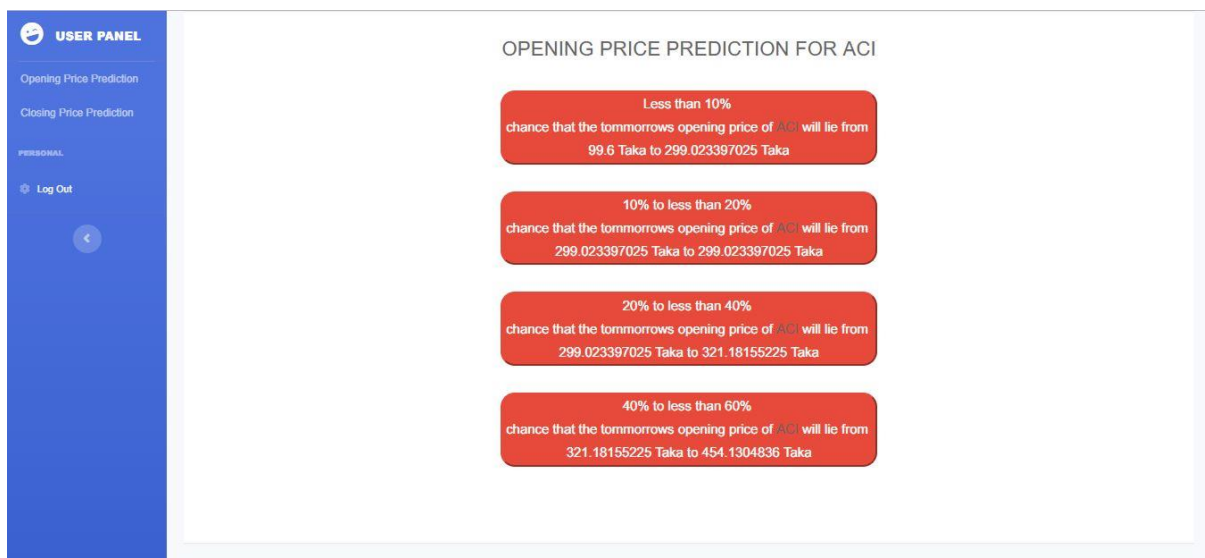 USER PANEL
Opening Price Prediction
Closing Price Prediction
PERSONAL
Log Out
OPENING PRICE PREDICTION FOR ACI
Less than 10%
chance that the tommorrows opening price of ACI will lie from
99.6 Taka to 299.023397025 Taka
10% to less than 20%
chance that the tommorrows opening price of ACI will lie from
299.023397025 Taka to 299.023397025 Taka
20% to less than 40%
chance that the tommorrows opening price of ACI will lie from
299.023397025 Taka to 321.18155225 Taka
40% to less than 60%
chance that the tommorrows opening price of ACI will lie from
321.18155225 Taka to 454.1304836 Taka